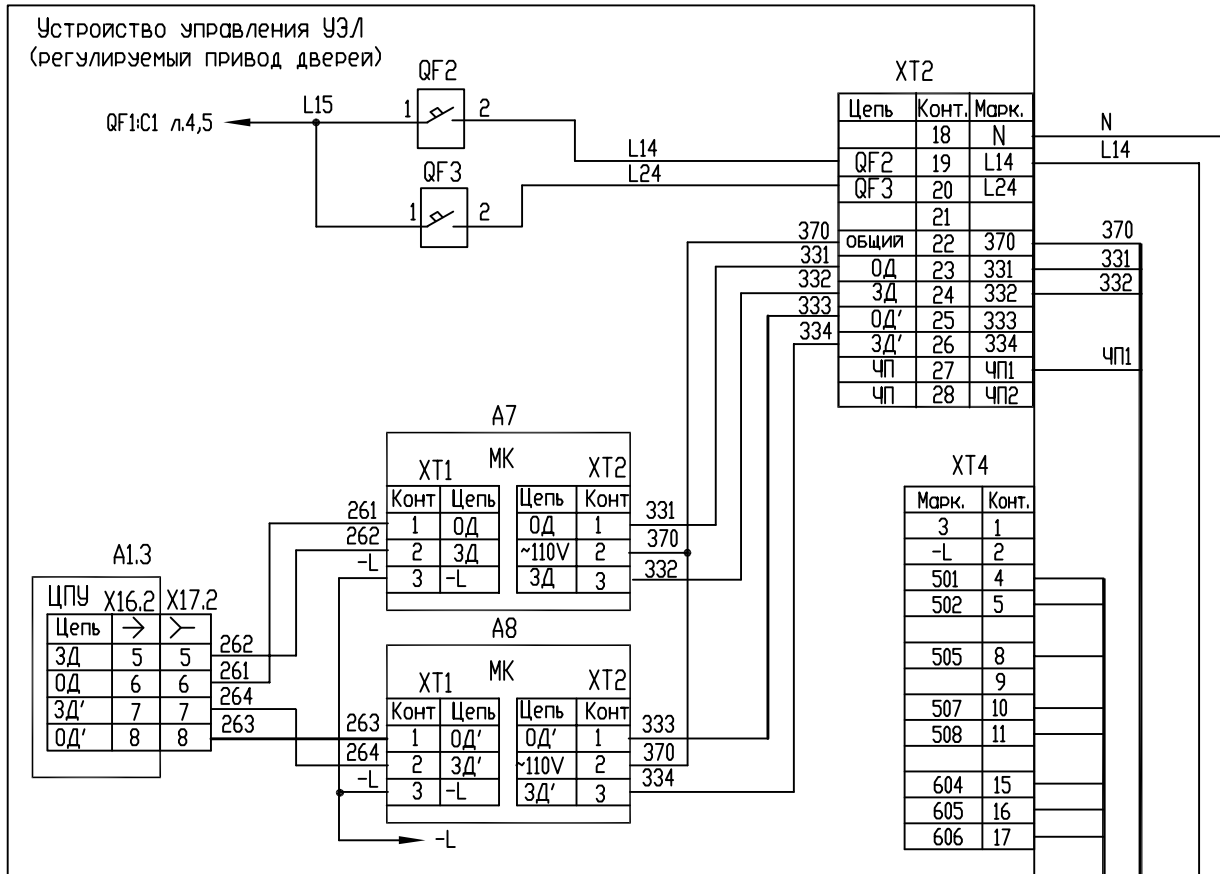 Устройство управления УЭЛ
(регулируемый привод дверей)
QF1:C1 л.4,5
L15
QF2
1 2
L14
QF3
1 2
L24
XT2
Цепь Конт. Марк.
18 N
QF2 19 L14
QF3 20 L24
21
ОБЩИЙ 22 370
ОД 23 331
ЗД 24 332
ОД' 25 333
ЗД' 26 334
ЧП 27 ЧП1
ЧП 28 ЧП2
370
331
332
333
334
N
L14
370
331
332
ЧП1
A7
МК
XT1 XT2
Конт Цепь Цепь Конт
1 ОД ОД 1
2 ЗД ~110V 2
3 -L ЗД 3
261
262
-L
331
370
332
A1.3
ЦПУ X16.2 X17.2
Цепь
ЗД 5 5
ОД 6 6
ЗД' 7 7
ОД' 8 8
262
261
264
263
A8
МК
XT1 XT2
Конт Цепь Цепь Конт
1 ОД' ОД' 1
2 ЗД' ~110V 2
3 -L ЗД' 3
263
264
-L
333
370
334
-L
XT4
Марк. Конт.
3 1
-L 2
501 4
502 5
505 8
9
507 10
508 11
604 15
605 16
606 17